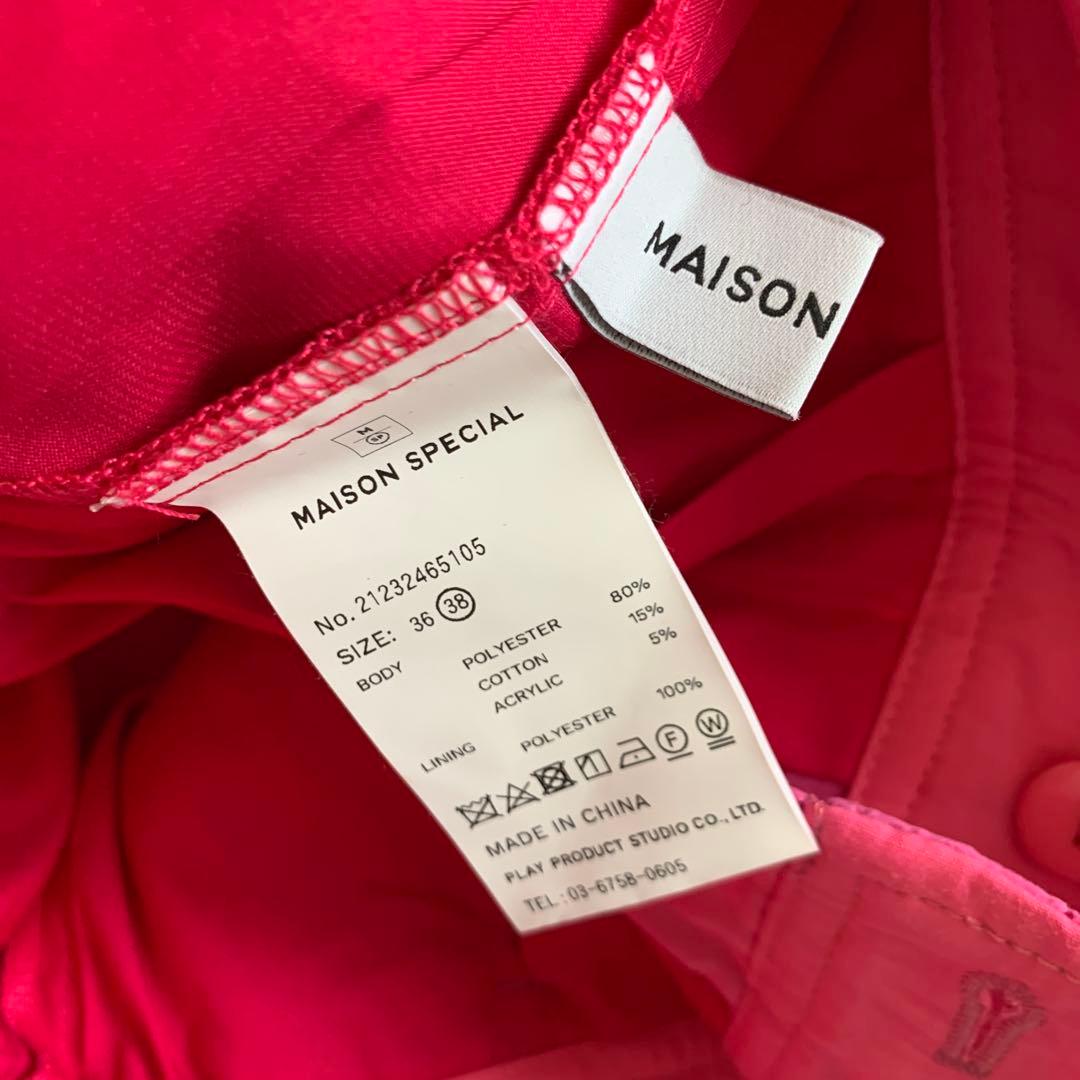 MAISON
M
SP
MAISON SPECIAL
No. 21232465105
SIZE: 36 38
BODY POLYESTER 80%
COTTON 15%
ACRYLIC 5%
LINING POLYESTER 100%
F W
MADE IN CHINA
PLAY PRODUCT STUDIO CO., LTD.
TEL : 03-6758-0605